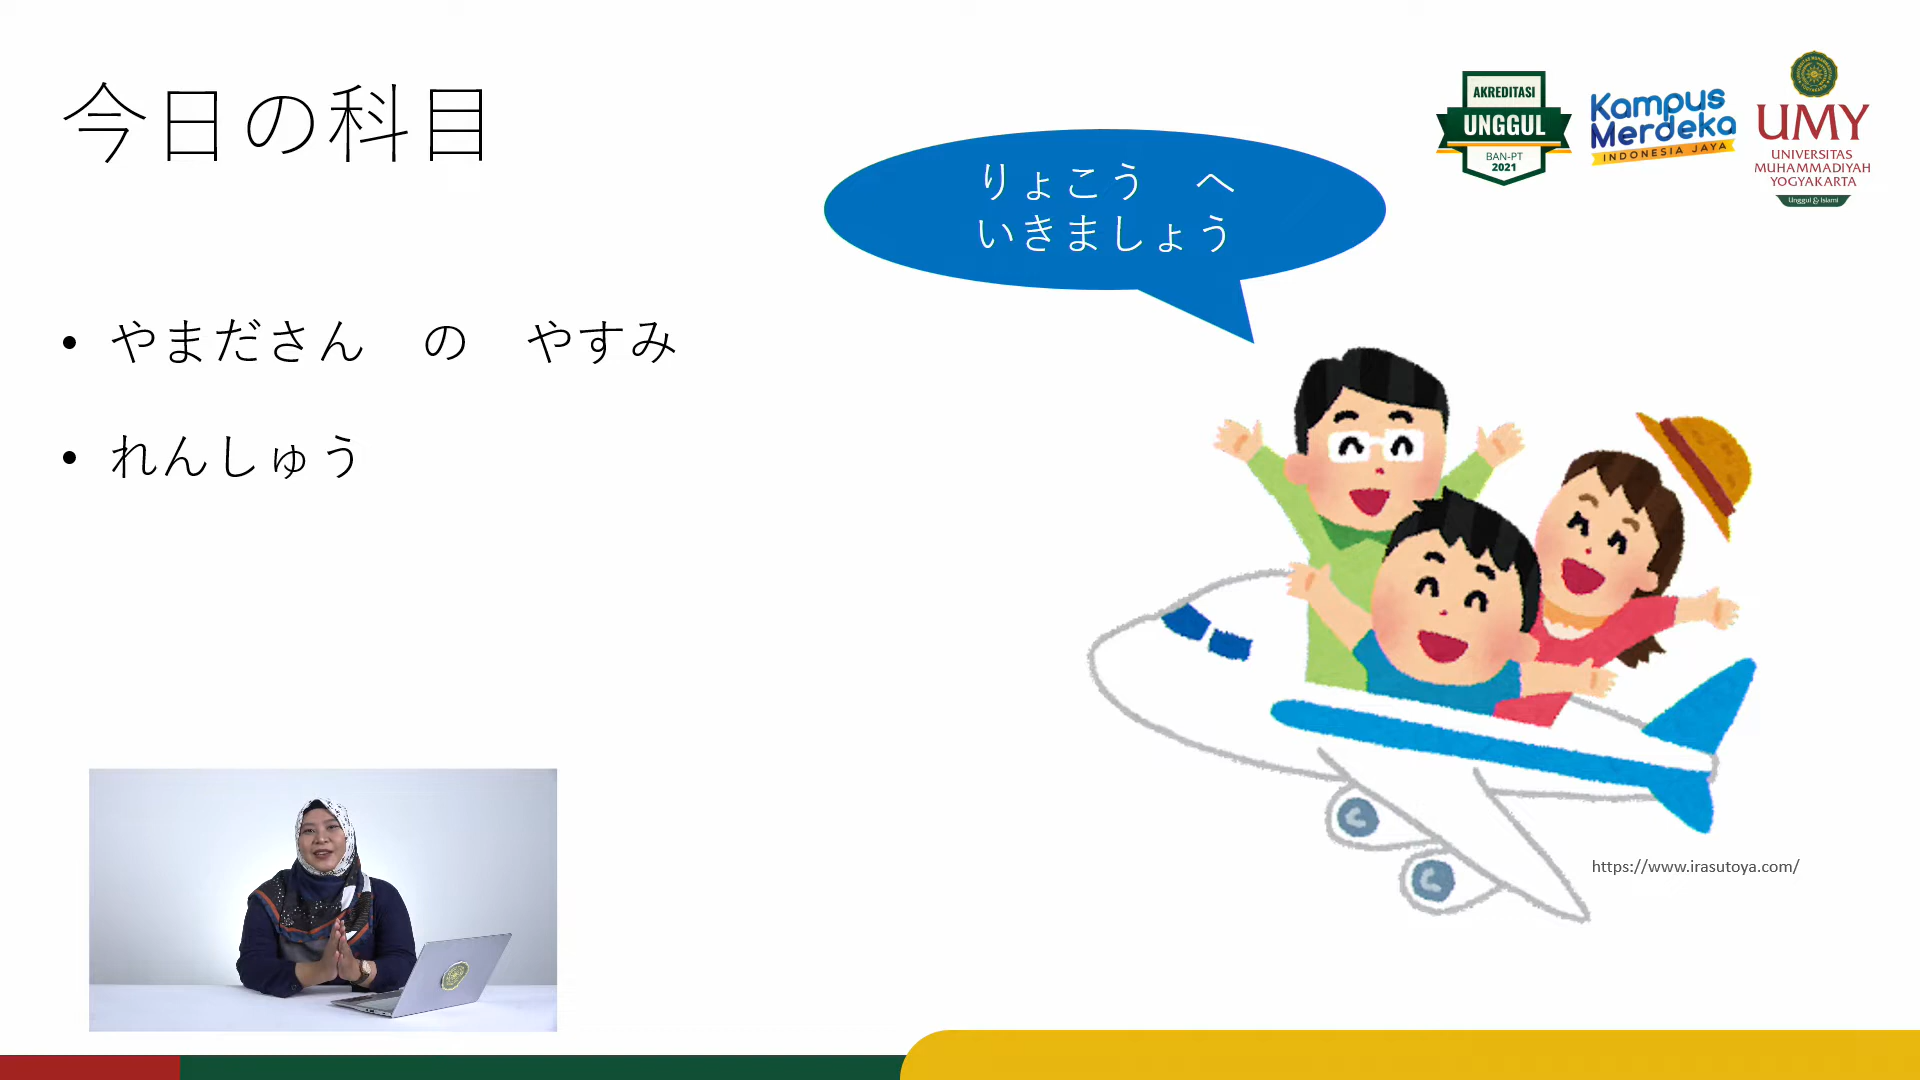 今日の科目
りょこう　へ
いきましょう
AKREDITASI
UNGGUL
BAN-PT
2021
Kampus
Merdeka
INDONESIA JAYA
UMY
UNIVERSITAS
MUHAMMADIYAH
YOGYAKARTA
Unggul & Islami
• やまださん　の　やすみ
• れんしゅう
https://www.irasutoya.com/